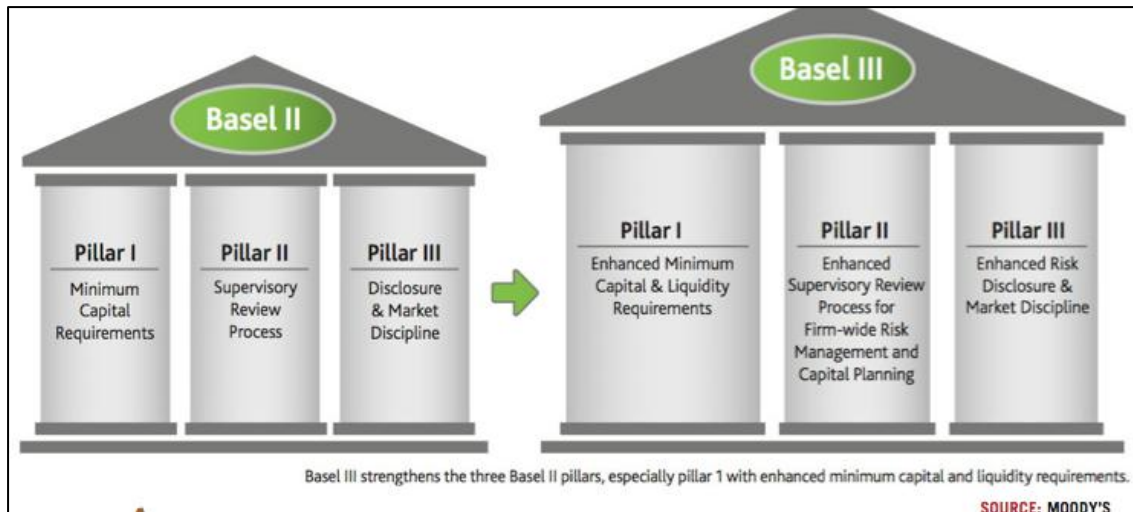 Basel II
Pillar I
Minimum
Capital
Requirements
Pillar II
Supervisory
Review
Process
Pillar III
Disclosure
& Market
Discipline
Basel III
Pillar I
Enhanced Minimum
Capital & Liquidity
Requirements
Pillar II
Enhanced
Supervisory Review
Process for
Firm-wide Risk
Management and
Capital Planning
Pillar III
Enhanced Risk
Disclosure &
Market Discipline
Basel III strengthens the three Basel II pillars, especially pillar 1 with enhanced minimum capital and liquidity requirements.
SOURCE: MOODY'S